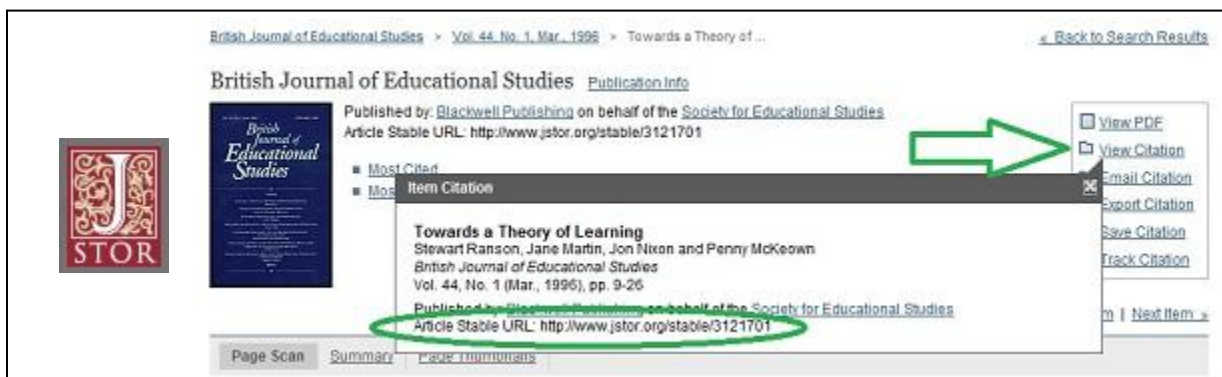 British Journal of Educational Studies > Vol. 44, No. 1, Mar., 1996 > Towards a Theory of ...
« Back to Search Results
British Journal of Educational Studies Publication Info
Published by: Blackwell Publishing on behalf of the Society for Educational Studies
Article Stable URL: http://www.jstor.org/stable/3121701
British
Journal of
Educational
Studies
Most Cited
Mos
View PDF
View Citation
Email Citation
Export Citation
Save Citation
Track Citation
JSTOR
Item Citation
Towards a Theory of Learning
Stewart Ranson, Jane Martin, Jon Nixon and Penny McKeown
British Journal of Educational Studies
Vol. 44, No. 1 (Mar., 1996), pp. 9-26
Published by: Blackwell Publishing on behalf of the Society for Educational Studies
Article Stable URL: http://www.jstor.org/stable/3121701
m | Next Item »
Page Scan Summary Page Thumbnails